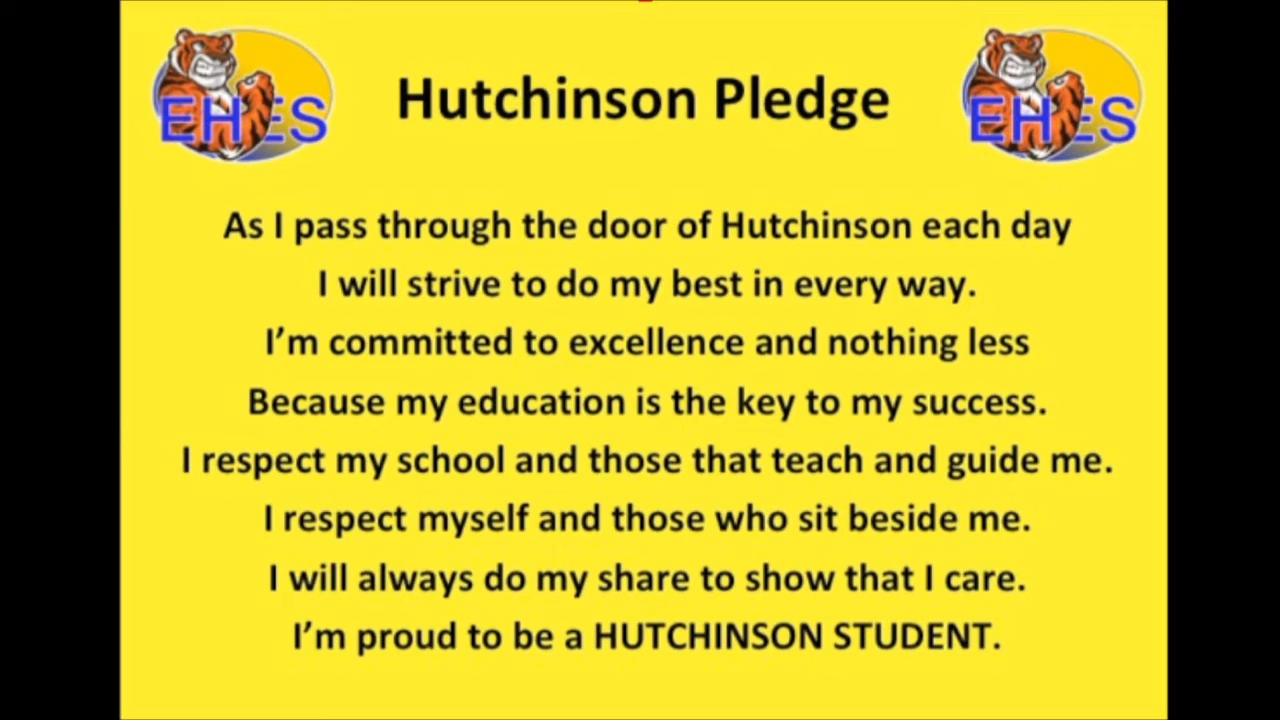 EHES
Hutchinson Pledge
EHES
As I pass through the door of Hutchinson each day
I will strive to do my best in every way.
I’m committed to excellence and nothing less
Because my education is the key to my success.
I respect my school and those that teach and guide me.
I respect myself and those who sit beside me.
I will always do my share to show that I care.
I’m proud to be a HUTCHINSON STUDENT.